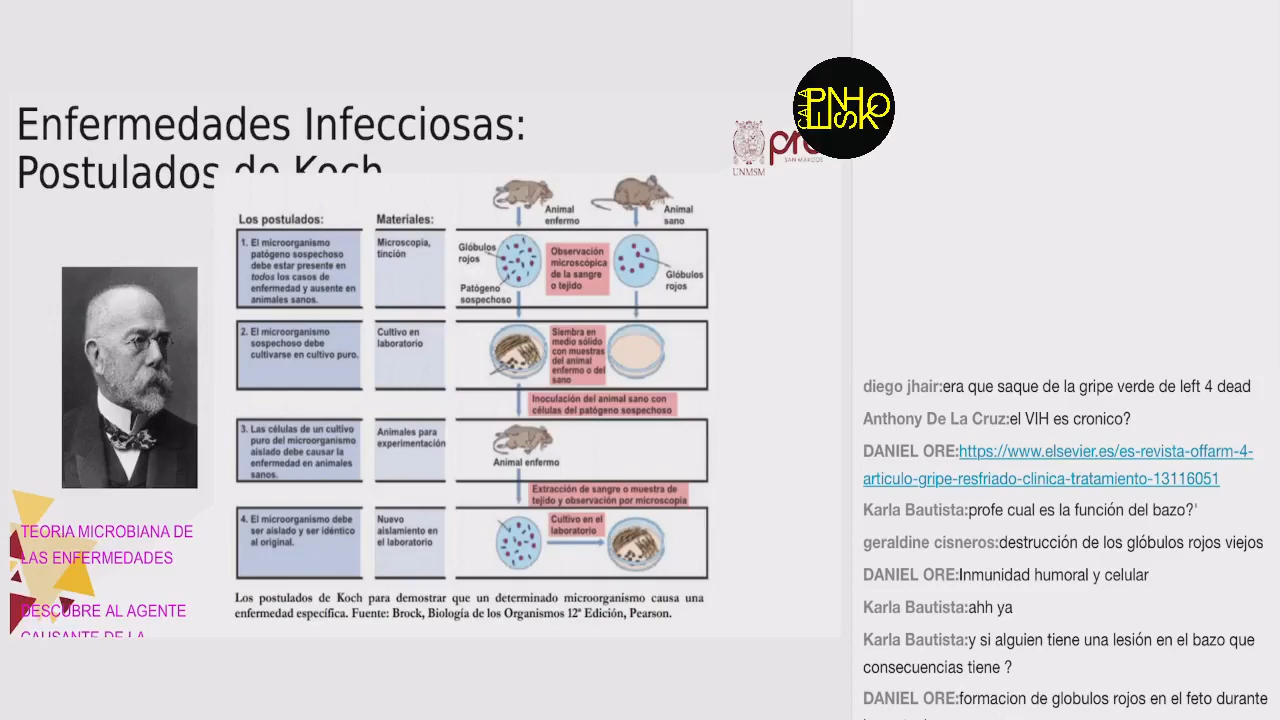 Enfermedades Infecciosas:
Postulados de Koch
CALA
PNHO
ESK
pre
SAN MARCOS
UNMSM
Los postulados:
Materiales:
Animal
enfermo
Animal
sano
1. El microorganismo
patógeno sospechoso
debe estar presente en
todos los casos de
enfermedad y ausente en
animales sanos.
Microscopia,
tinción
Glóbulos
rojos
Patógeno
sospechoso
Observación
microscópica
de la sangre
o tejido
Glóbulos
rojos
2. El microorganismo
sospechoso debe
cultivarse en cultivo puro.
Cultivo en
laboratorio
Siembra en
medio sólido
con muestras
del animal
enfermo o del
sano
Inoculación del animal sano con
células del patógeno sospechoso
3. Las células de un cultivo
puro del microorganismo
aislado debe causar la
enfermedad en animales
sanos.
Animales para
experimentación
Animal enfermo
Extracción de sangre o muestra de
tejido y observación por microscopia
4. El microorganismo debe
ser aislado y ser idéntico
al original.
Nuevo
aislamiento en
el laboratorio
Cultivo en el
laboratorio
Los postulados de Koch para demostrar que un determinado microorganismo causa una
enfermedad específica. Fuente: Brock, Biología de los Organismos 12ª Edición, Pearson.
TEORIA MICROBIANA DE
LAS ENFERMEDADES
DESCUBRE AL AGENTE
CAUSANTE DE LA
diego jhair:era que saque de la gripe verde de left 4 dead
Anthony De La Cruz:el VIH es cronico?
DANIEL ORE:https://www.elsevier.es/es-revista-offarm-4-
articulo-gripe-resfriado-clinica-tratamiento-13116051
Karla Bautista:profe cual es la función del bazo?'
geraldine cisneros:destrucción de los glóbulos rojos viejos
DANIEL ORE:Inmunidad humoral y celular
Karla Bautista:ahh ya
Karla Bautista:y si alguien tiene una lesión en el bazo que
consecuencias tiene ?
DANIEL ORE:formacion de globulos rojos en el feto durante